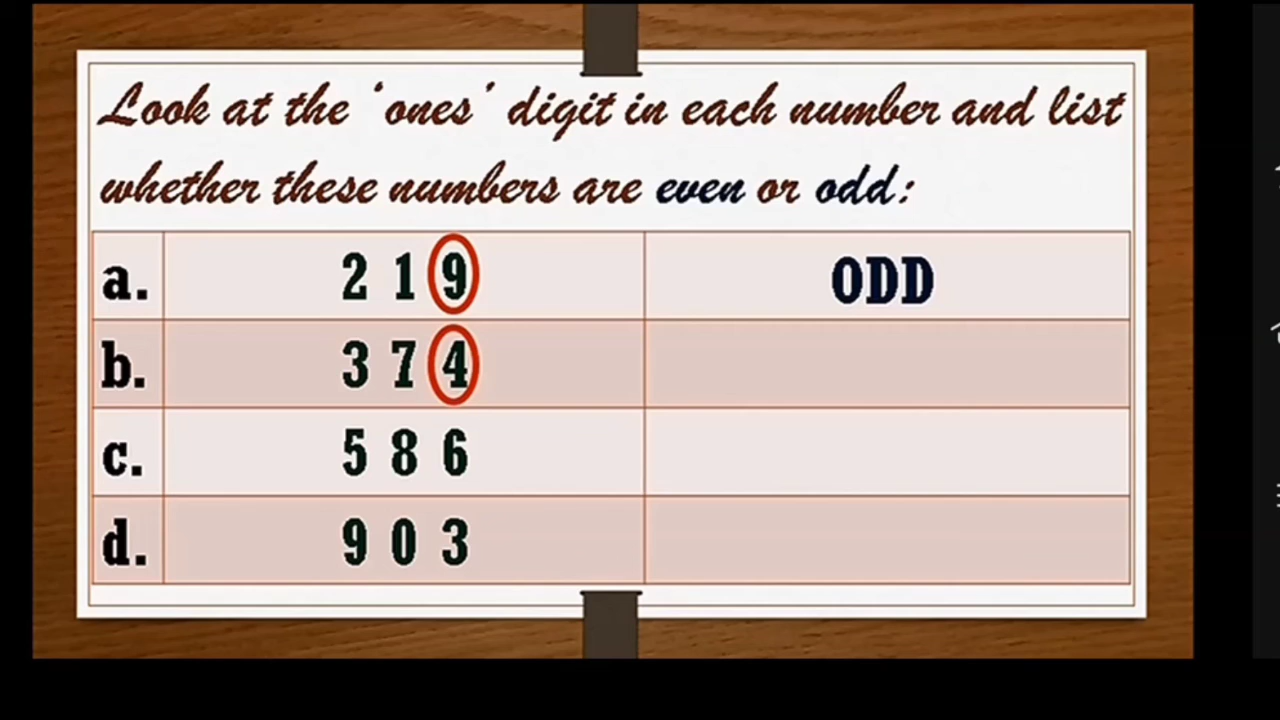 Look at the ‘ones’ digit in each number and list
whether these numbers are even or odd:
a. 2 1 9 ODD
b. 3 7 4
c. 5 8 6
d. 9 0 3